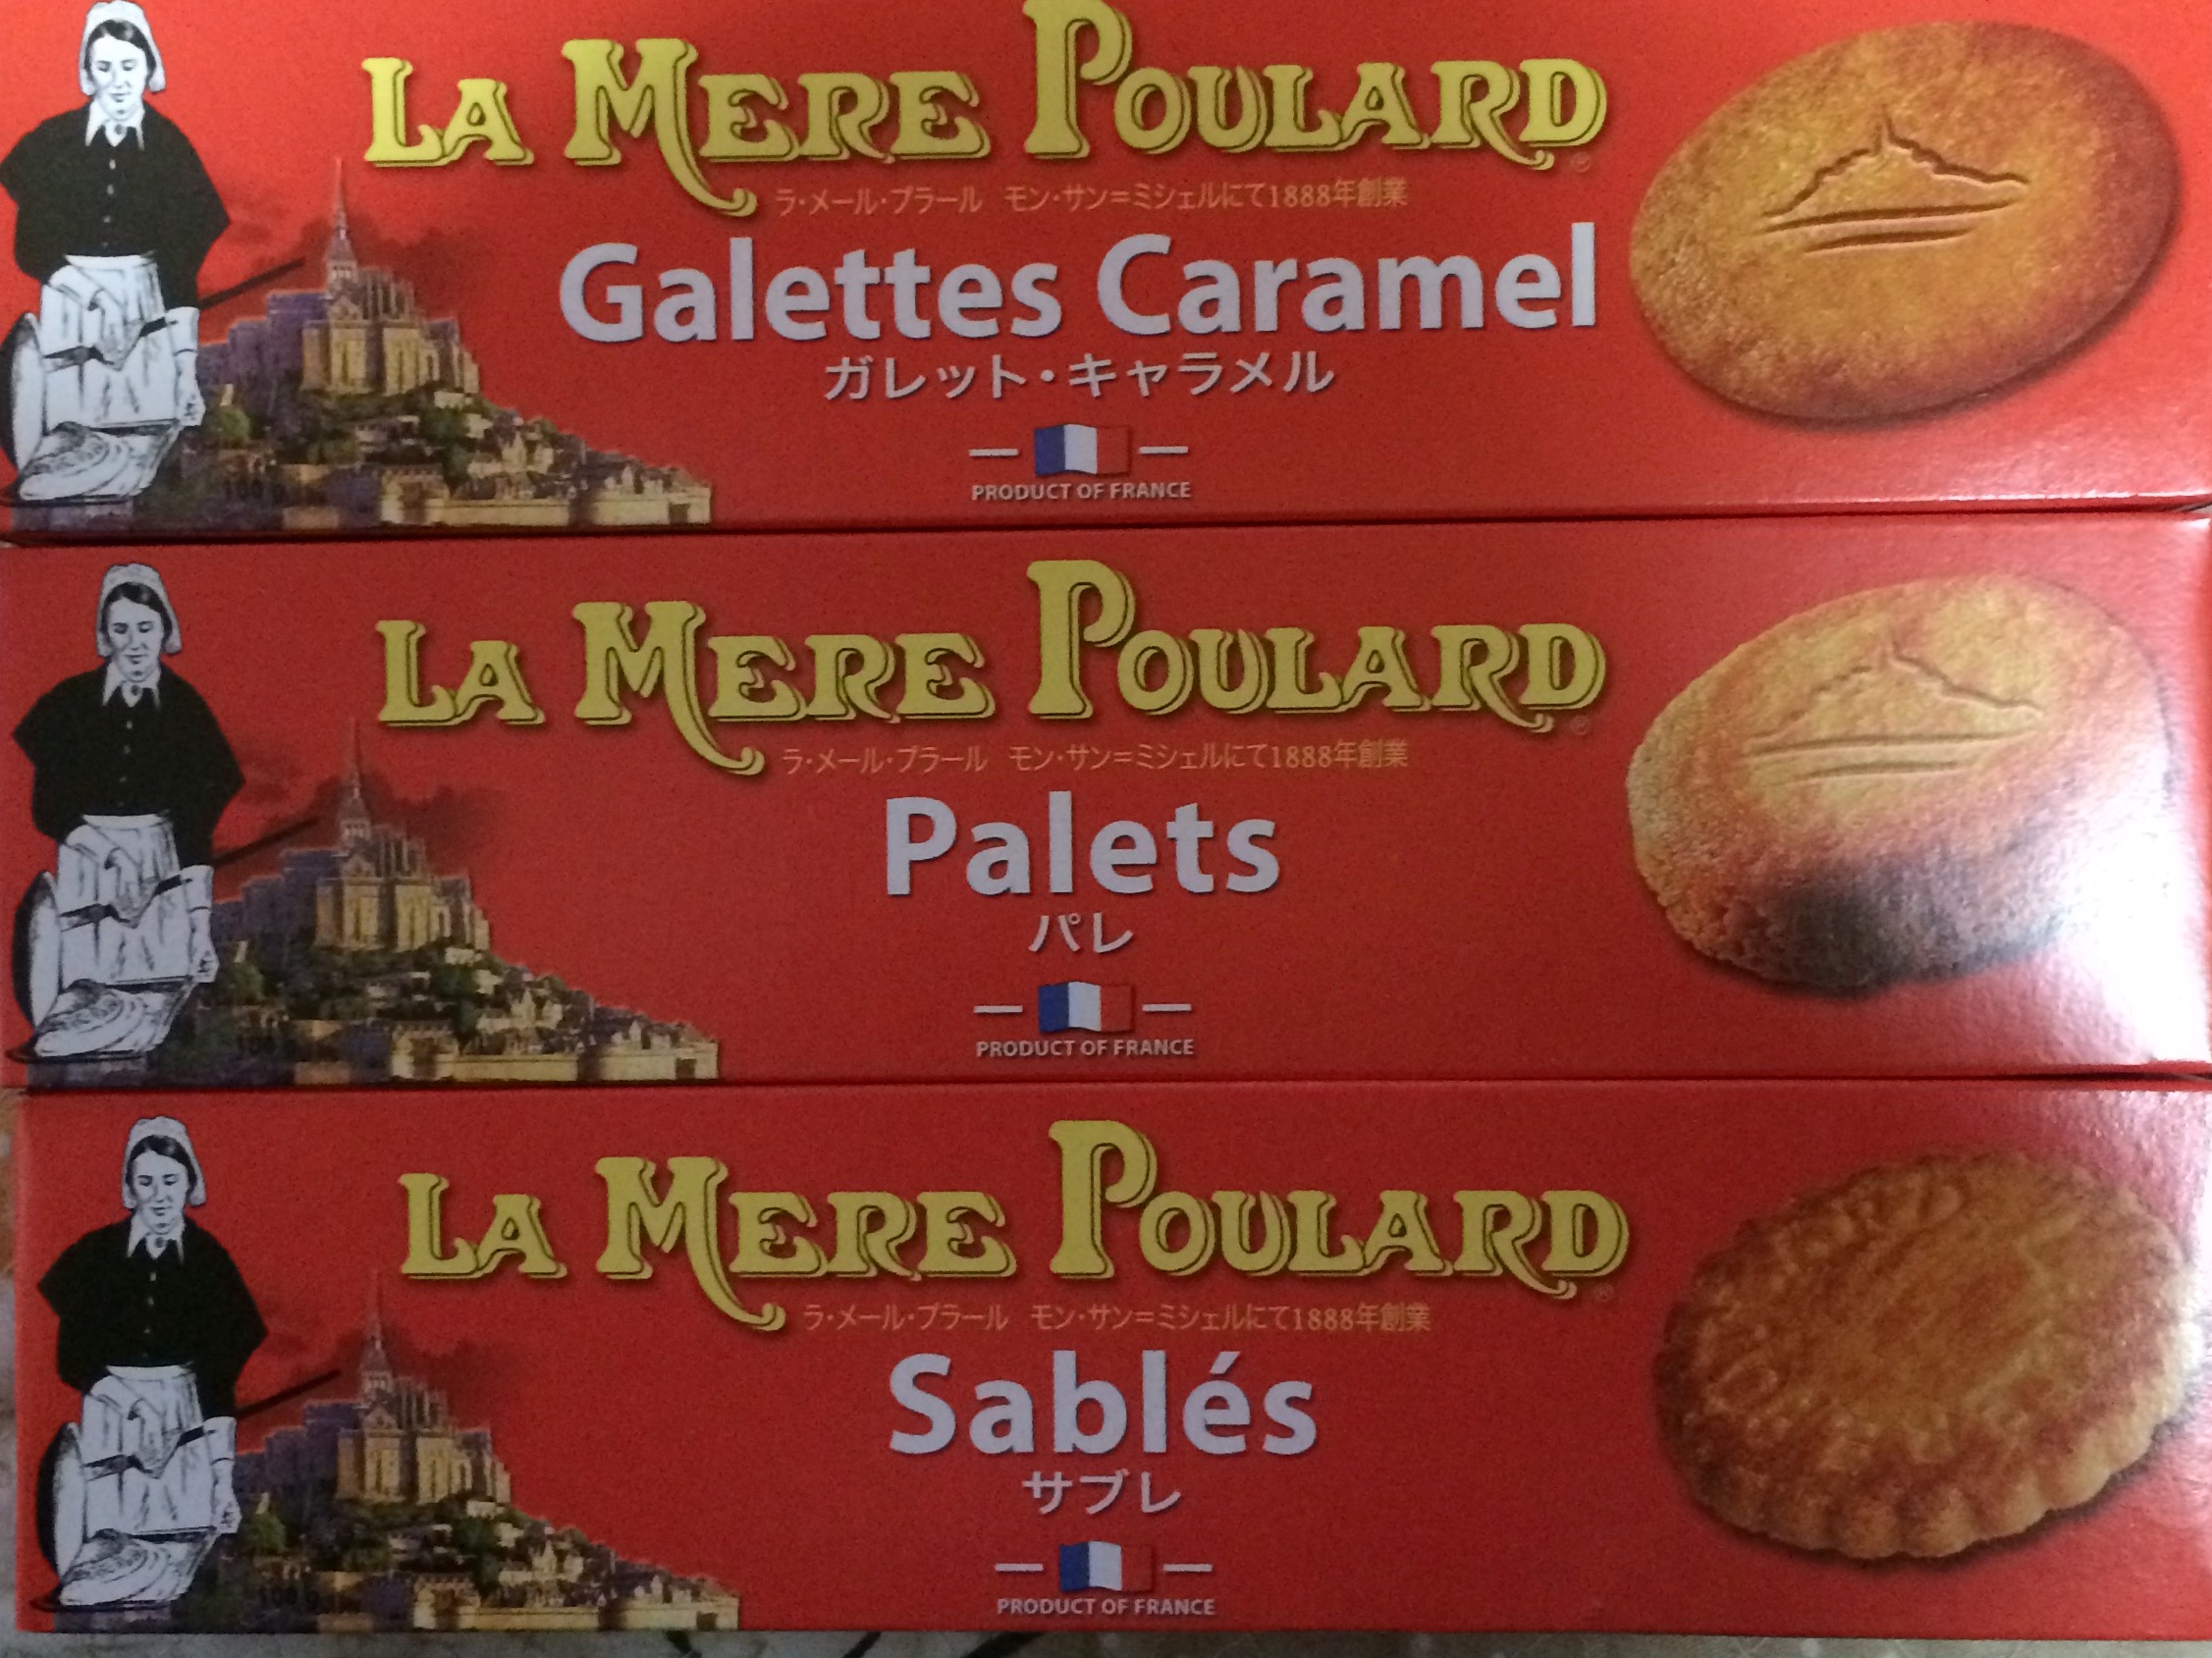 LA MERE POULARD
ラ・メール・プラール モン・サン＝ミシェルにて1888年創業
Galettes Caramel
ガレット・キャラメル
PRODUCT OF FRANCE
100 g
LA MERE POULARD
ラ・メール・プラール モン・サン＝ミシェルにて1888年創業
Palets
パレ
PRODUCT OF FRANCE
100 g
LA MERE POULARD
ラ・メール・プラール モン・サン＝ミシェルにて1888年創業
Sablés
サブレ
PRODUCT OF FRANCE
100 g